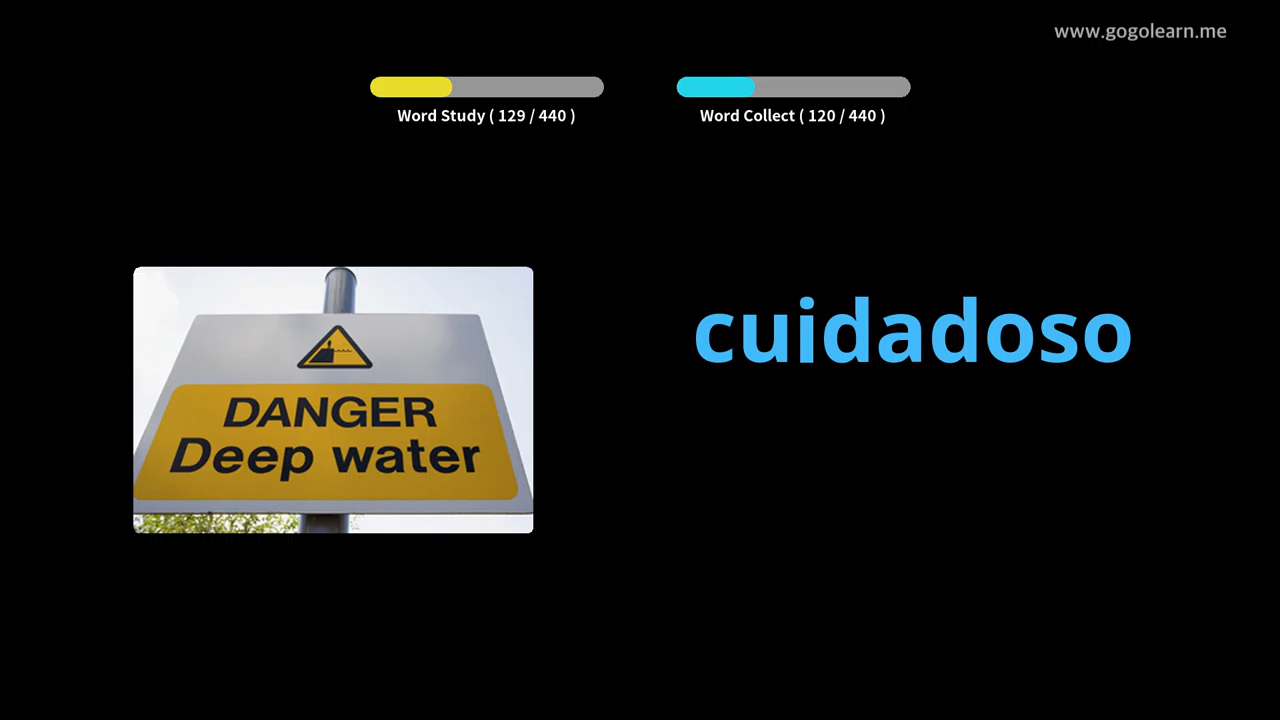 www.gogolearn.me
Word Study ( 129 / 440 )
Word Collect ( 120 / 440 )
DANGER
Deep water
cuidadoso